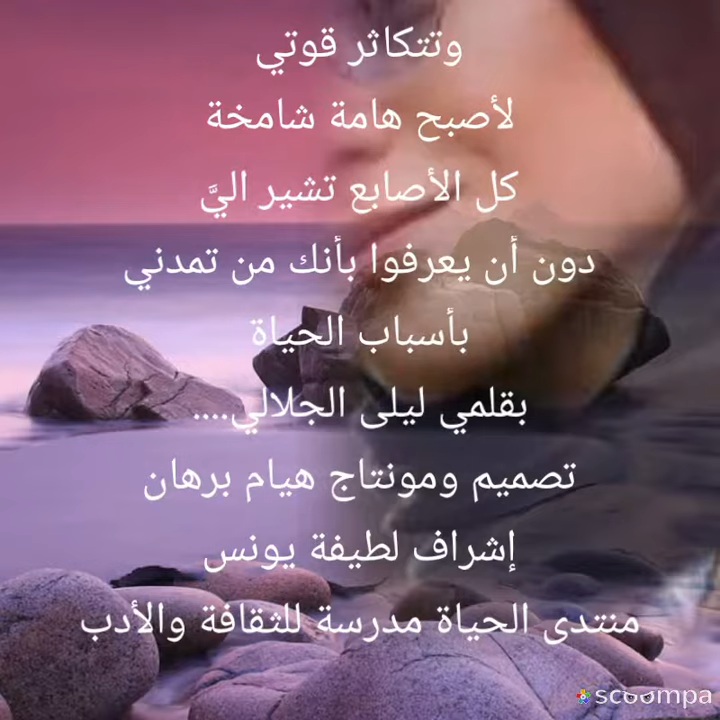 وتتكاثر قوتي
لأصبح هامة شامخة
كل الأصابع تشير اليَّ
دون أن يعرفوا بأنك من تمدني
بأسباب الحياة
بقلمي ليلى الجلالي....
تصميم ومونتاج هيام برهان
إشراف لطيفة يونس
منتدى الحياة مدرسة للثقافة والأدب
scoompa